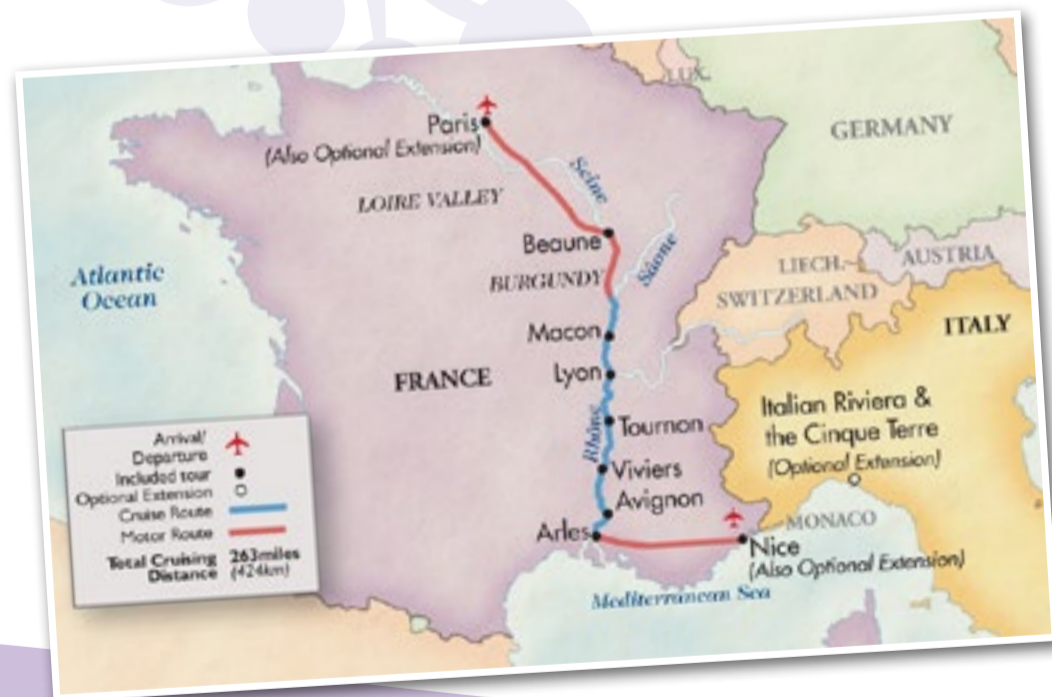 LUX.
GERMANY
Paris
(Also Optional Extension)
Seine
LOIRE VALLEY
Beaune
Sâone
BURGUNDY
LIECH.
AUSTRIA
SWITZERLAND
Atlantic
Ocean
ITALY
Macon
FRANCE
Lyon
Italian Riviera &
the Cinque Terre
(Optional Extension)
Rhône
Tournon
Viviers
Avignon
Arles
MONACO
Nice
(Also Optional Extension)
Mediterranean Sea
Arrival/
Departure
Included tour
Optional Extension
Cruise Route
Motor Route
Total Cruising 263miles
Distance (424km)